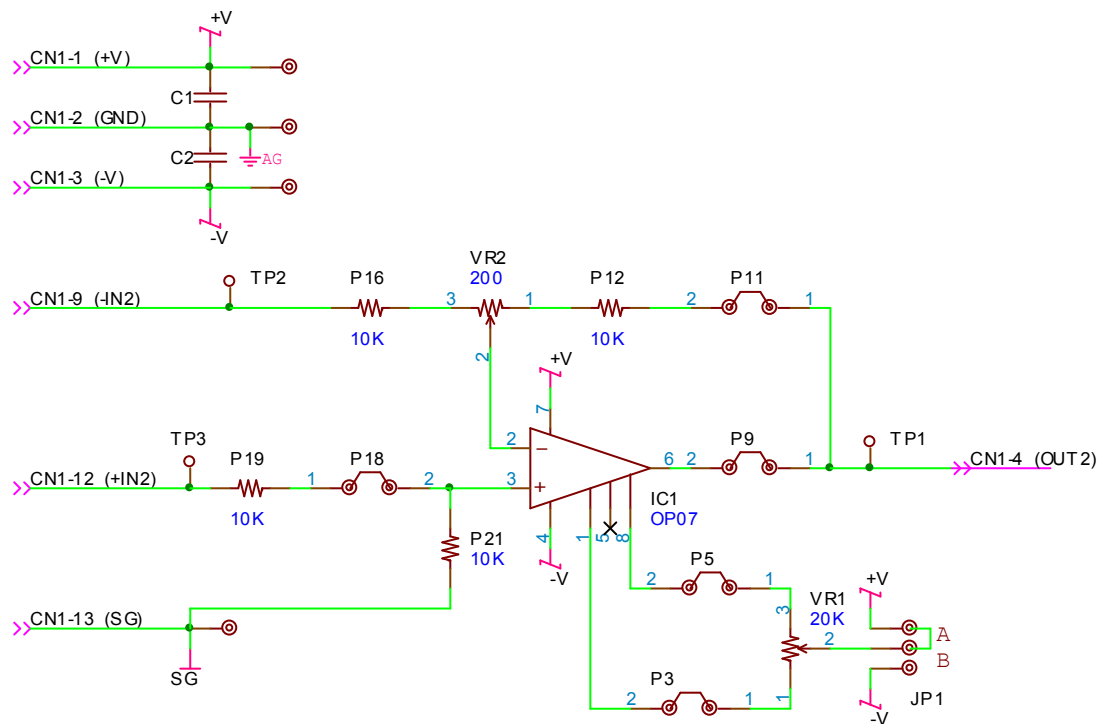 +V
CN1-1 (+V)
C1
CN1-2 (GND)
C2
AG
CN1-3 (-V)
-V
VR2
TP2
P16
200
P12
P11
CN1-9 (-IN2)
3
1
2
1
10K
10K
2
+V
7
TP3
2
P9
TP1
P19
P18
6
2
1
CN1-4 (OUT2)
CN1-12 (+IN2)
1
2
3
10K
IC1
OP07
P21
10K
4
1
5
8
-V
P5
2
1
+V
VR1
3
20K
CN1-13 (SG)
2
A
B
SG
P3
2
1
1
JP1
-V